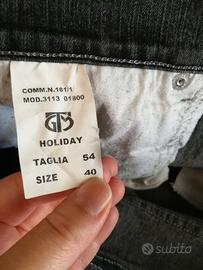 COMM.N.181/1
MOD.3113 01800
HOLIDAY
TAGLIA 54
SIZE 40
subito